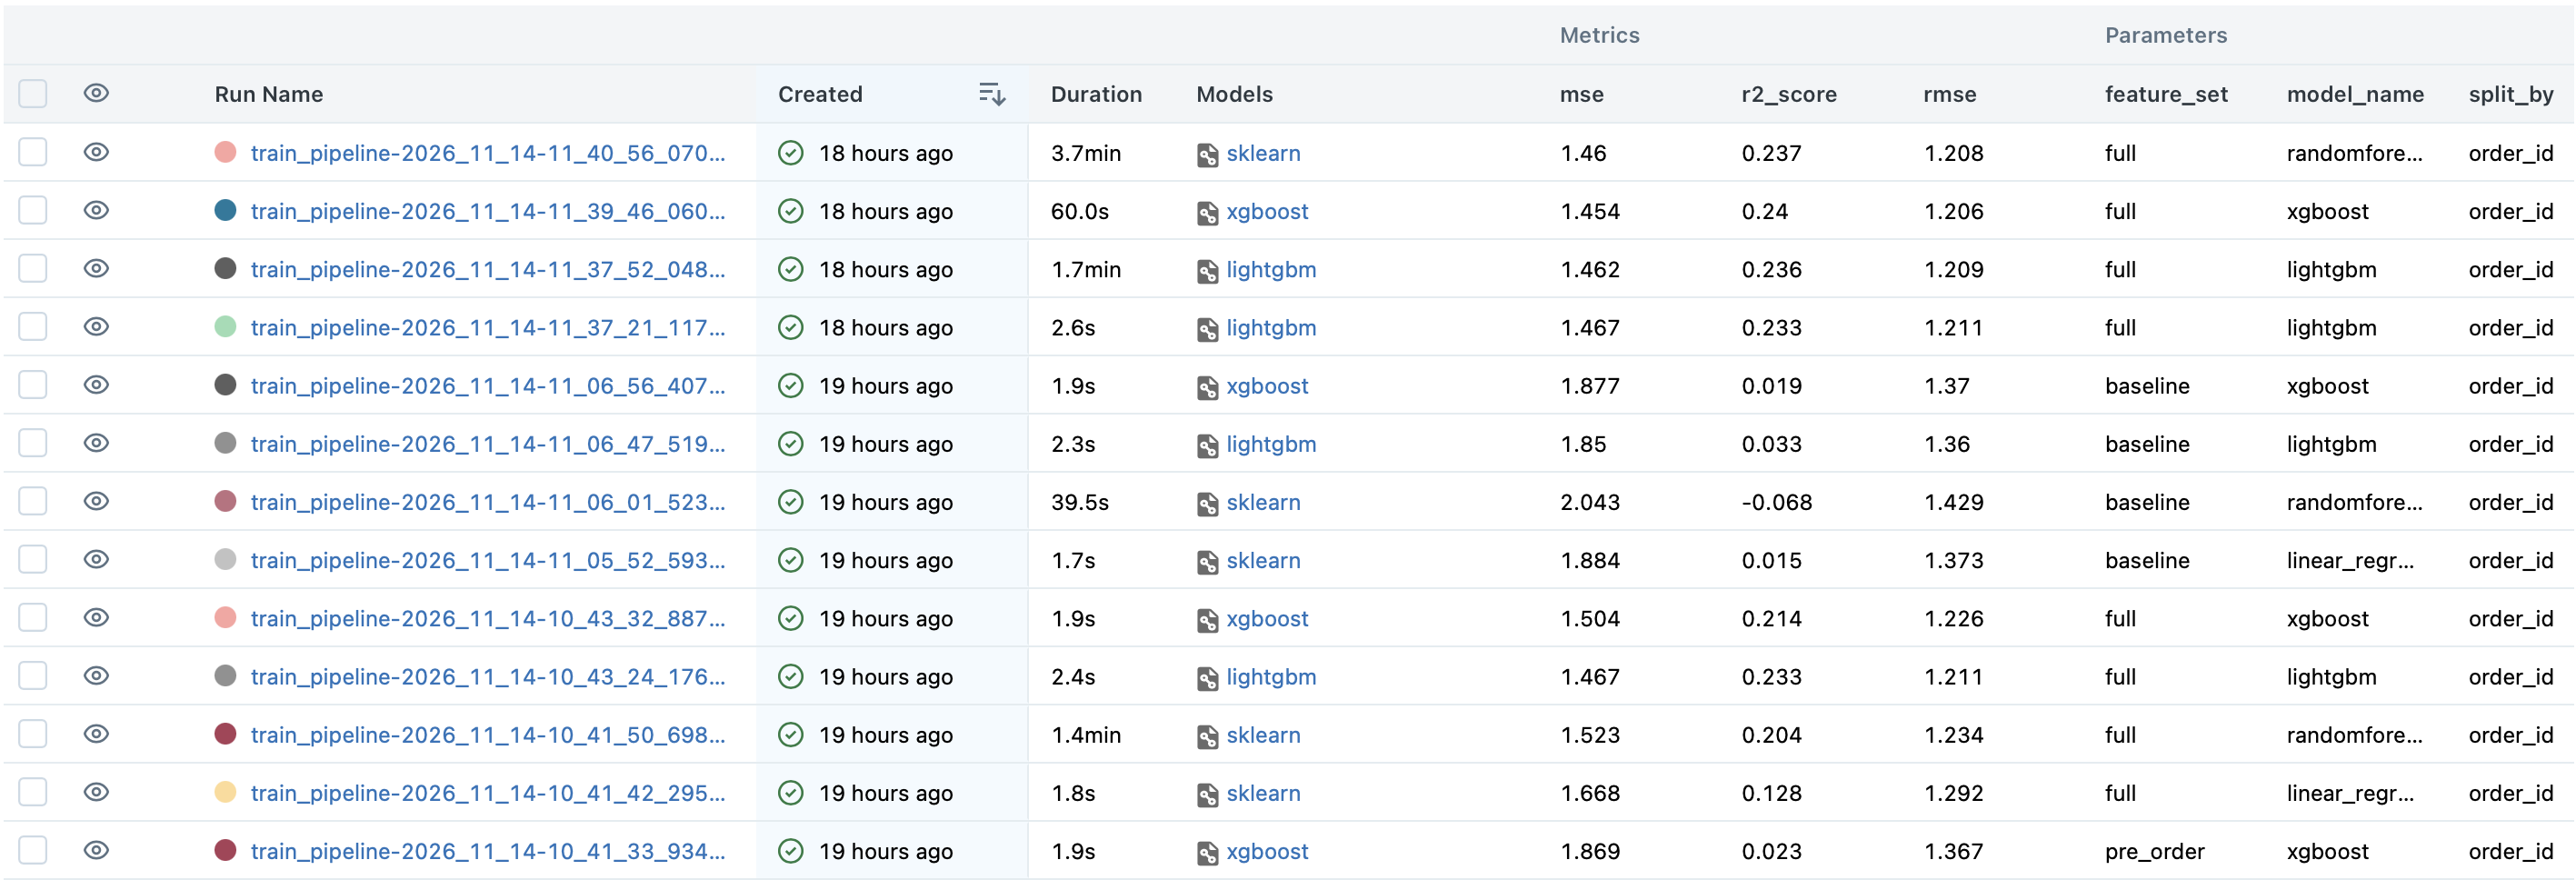 Metrics Parameters
Run Name Created Duration Models mse r2_score rmse feature_set model_name split_by
train_pipeline-2026_11_14-11_40_56_070... 18 hours ago 3.7min sklearn 1.46 0.237 1.208 full randomfore... order_id
train_pipeline-2026_11_14-11_39_46_060... 18 hours ago 60.0s xgboost 1.454 0.24 1.206 full xgboost order_id
train_pipeline-2026_11_14-11_37_52_048... 18 hours ago 1.7min lightgbm 1.462 0.236 1.209 full lightgbm order_id
train_pipeline-2026_11_14-11_37_21_117... 18 hours ago 2.6s lightgbm 1.467 0.233 1.211 full lightgbm order_id
train_pipeline-2026_11_14-11_06_56_407... 19 hours ago 1.9s xgboost 1.877 0.019 1.37 baseline xgboost order_id
train_pipeline-2026_11_14-11_06_47_519... 19 hours ago 2.3s lightgbm 1.85 0.033 1.36 baseline lightgbm order_id
train_pipeline-2026_11_14-11_06_01_523... 19 hours ago 39.5s sklearn 2.043 -0.068 1.429 baseline randomfore... order_id
train_pipeline-2026_11_14-11_05_52_593... 19 hours ago 1.7s sklearn 1.884 0.015 1.373 baseline linear_regr... order_id
train_pipeline-2026_11_14-10_43_32_887... 19 hours ago 1.9s xgboost 1.504 0.214 1.226 full xgboost order_id
train_pipeline-2026_11_14-10_43_24_176... 19 hours ago 2.4s lightgbm 1.467 0.233 1.211 full lightgbm order_id
train_pipeline-2026_11_14-10_41_50_698... 19 hours ago 1.4min sklearn 1.523 0.204 1.234 full randomfore... order_id
train_pipeline-2026_11_14-10_41_42_295... 19 hours ago 1.8s sklearn 1.668 0.128 1.292 full linear_regr... order_id
train_pipeline-2026_11_14-10_41_33_934... 19 hours ago 1.9s xgboost 1.869 0.023 1.367 pre_order xgboost order_id